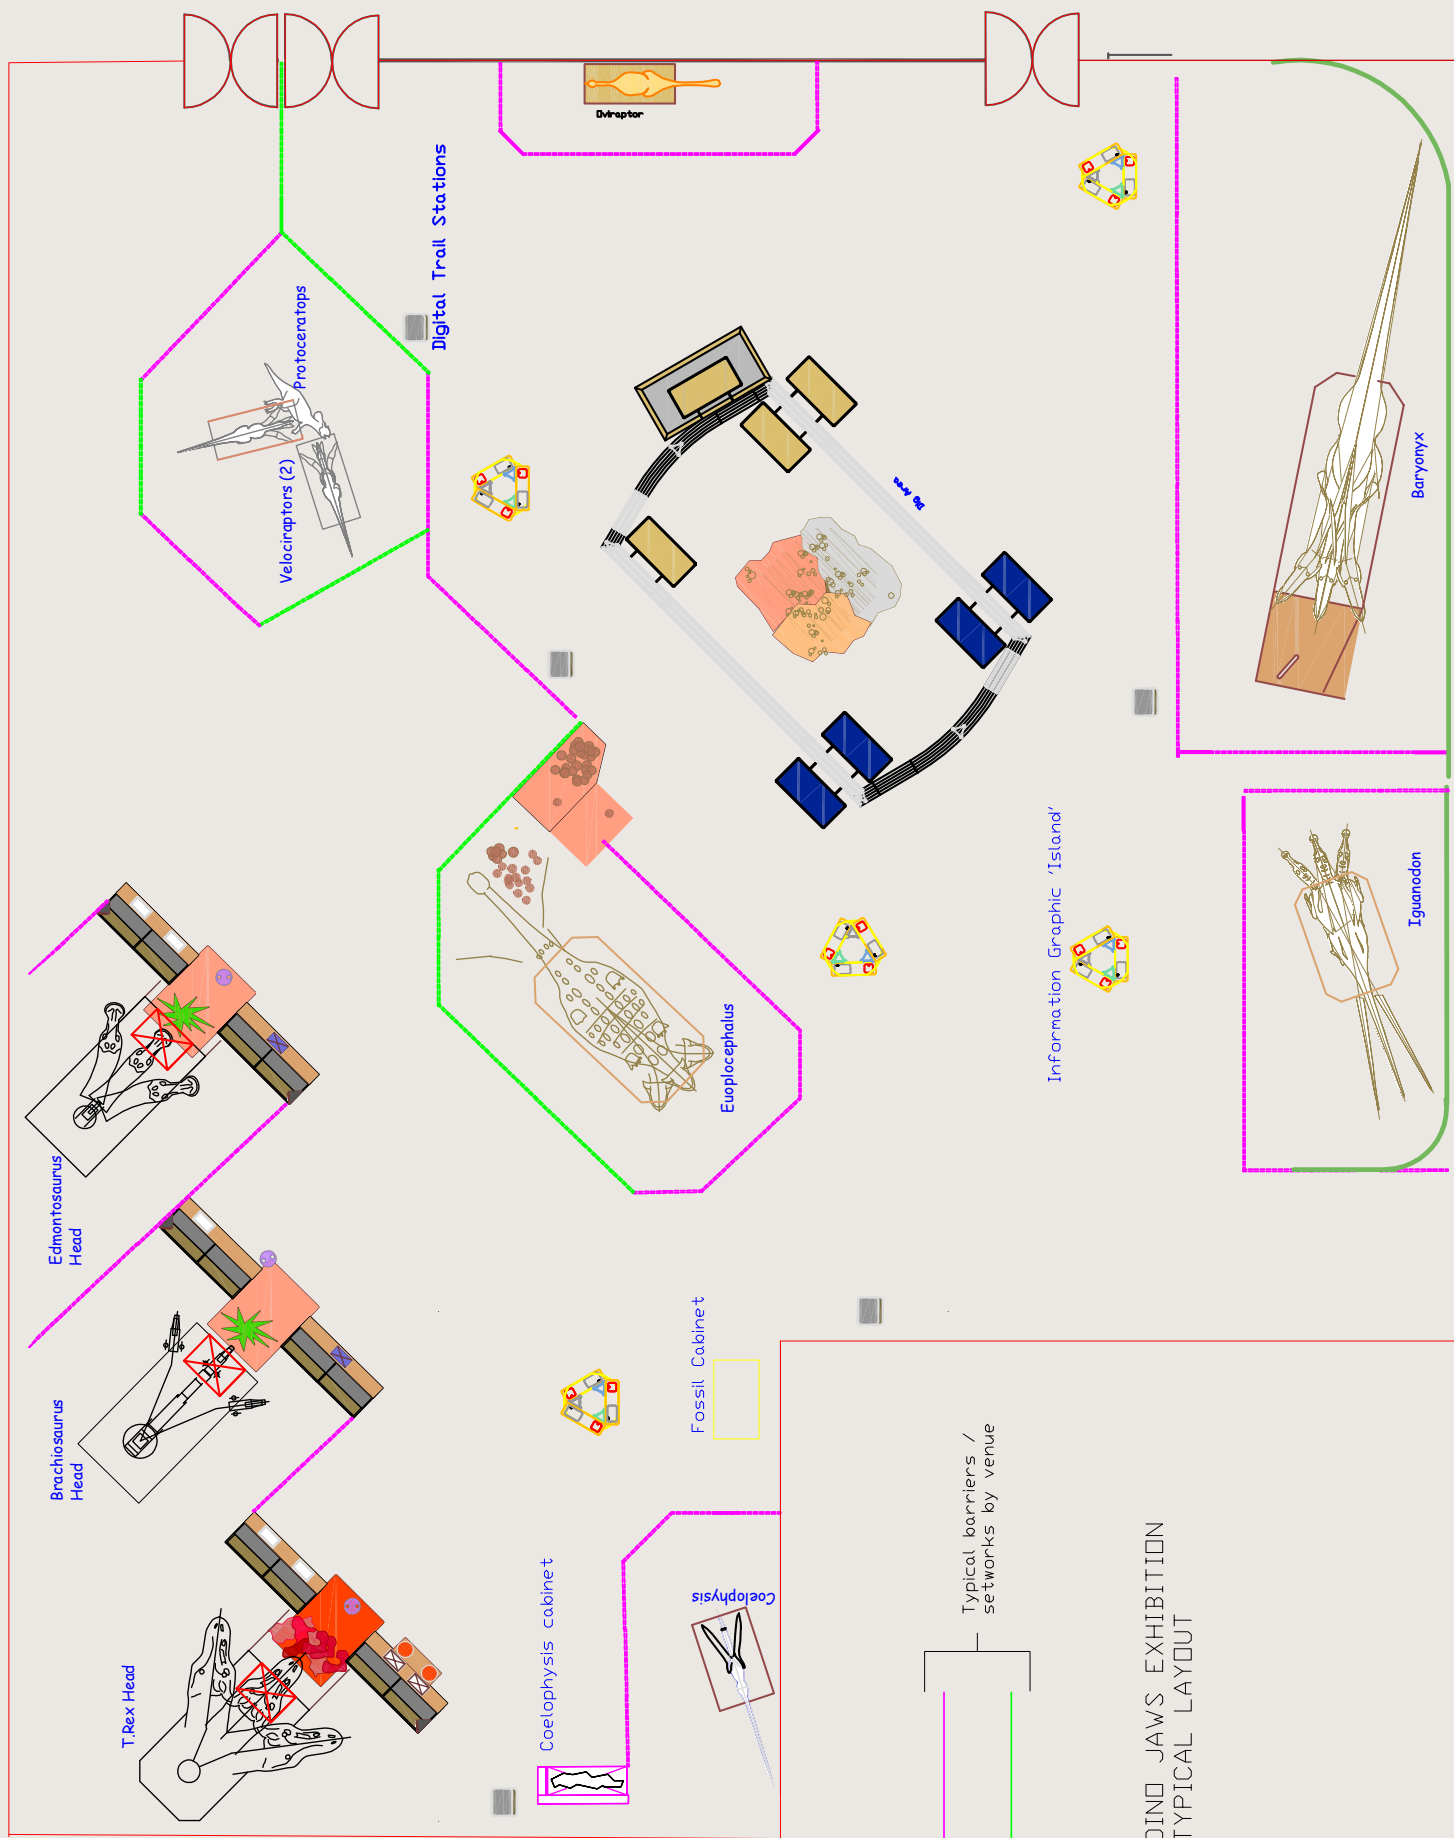 Oviraptor
Digital Trail Stations
Protoceratops
Velociraptors (2)
Dig Area
Baryonyx
Iguanodon
Information Graphic 'Island'
Euoplocephalus
Edmontosaurus
Head
Brachiosaurus
Head
T.Rex Head
Fossil Cabinet
Coelophysis cabinet
Coelophysis
Typical barriers /
setworks by venue
DINO JAWS EXHIBITION
TYPICAL LAYOUT